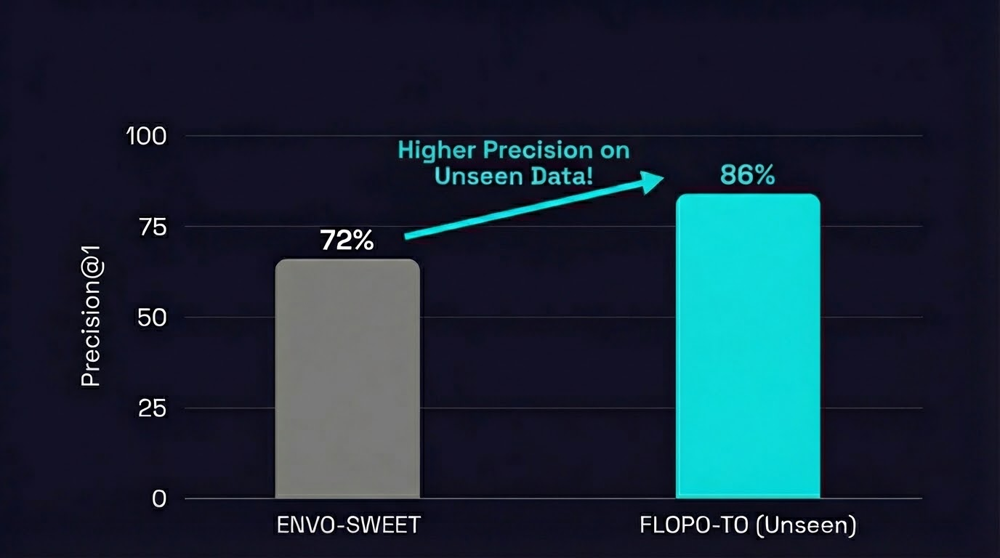 100
Higher Precision on
Unseen Data!
86%
75
72%
Precision@1
50
25
0
ENVO-SWEET
FLOPO-TO (Unseen)